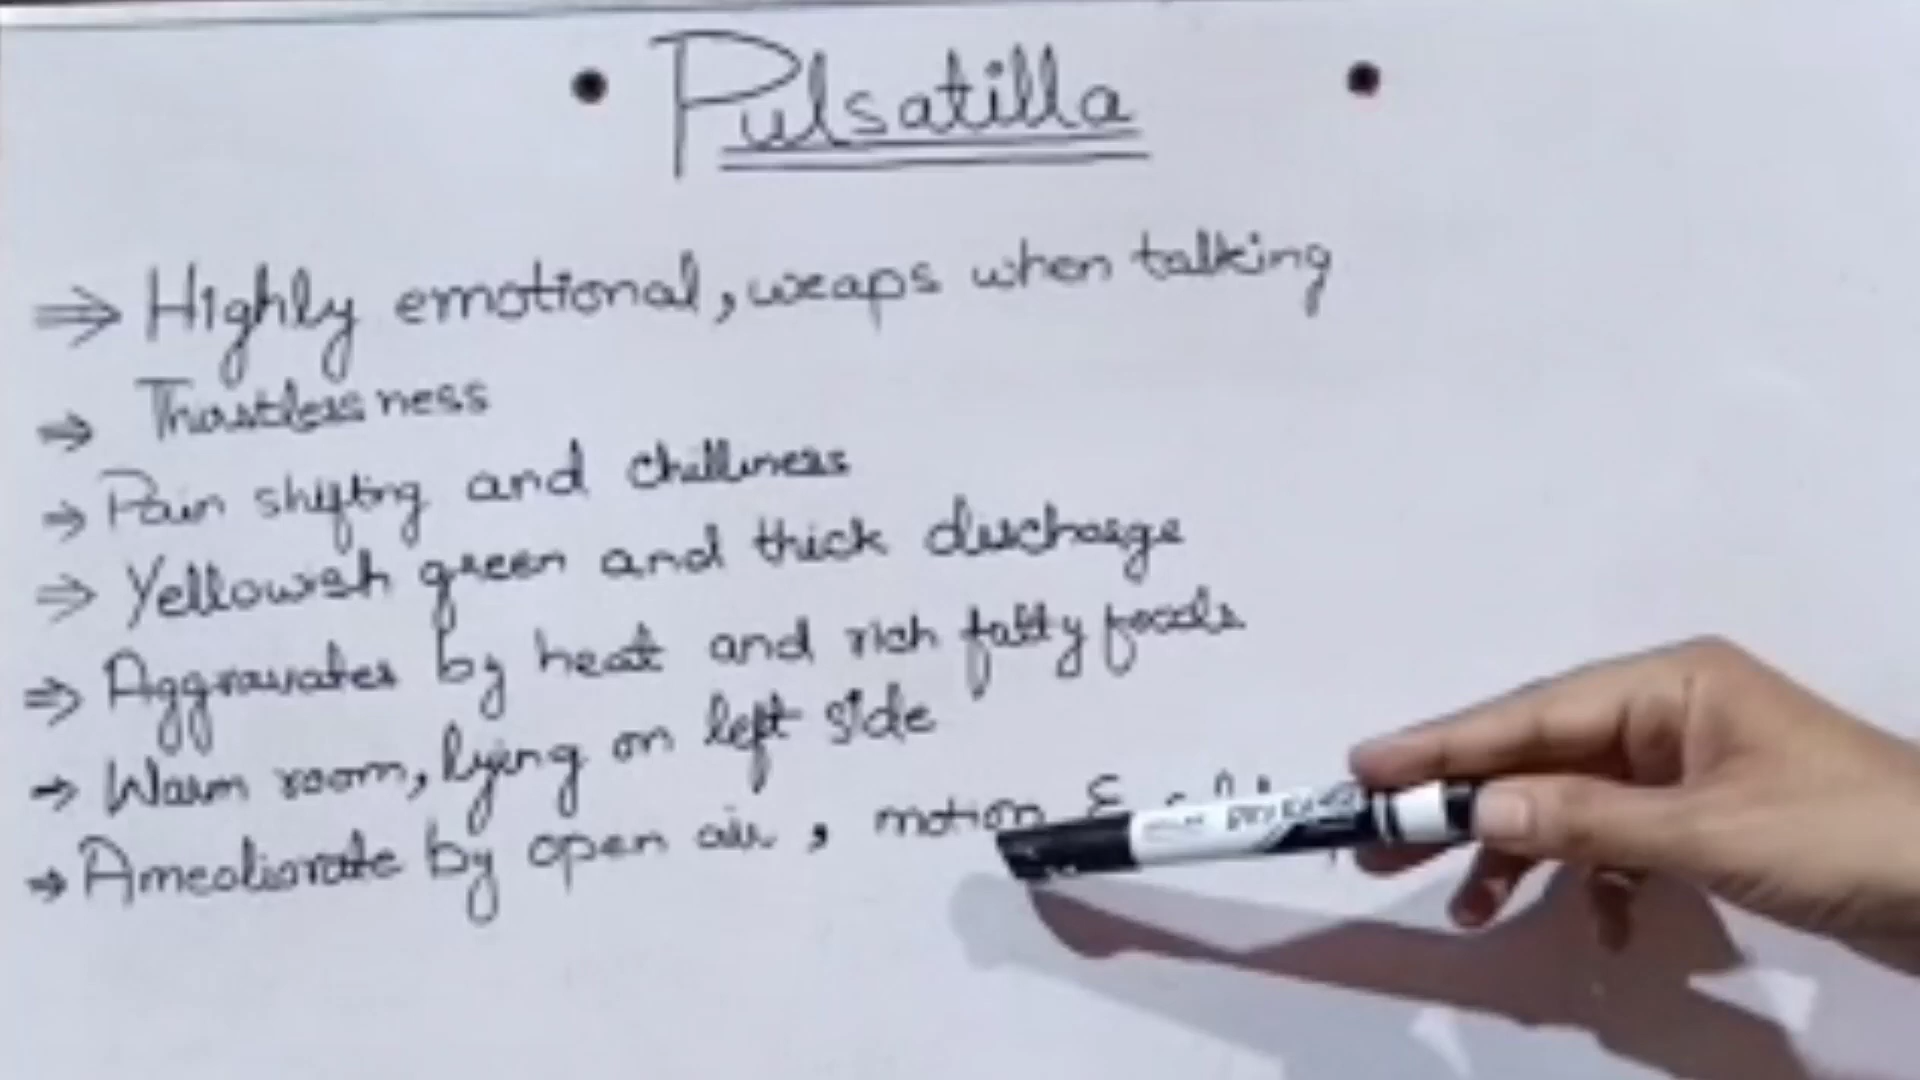 Pulsatilla
⇒ Highly emotional, weaps when talking
⇒ Thirstlessness
⇒ Pain shifting and chilliness
⇒ Yellowish green and thick discharge
⇒ Aggravates by heat and rich fatty foods
→ Warm room, lying on left side
⇒ Ameoliorate by open air, motion &